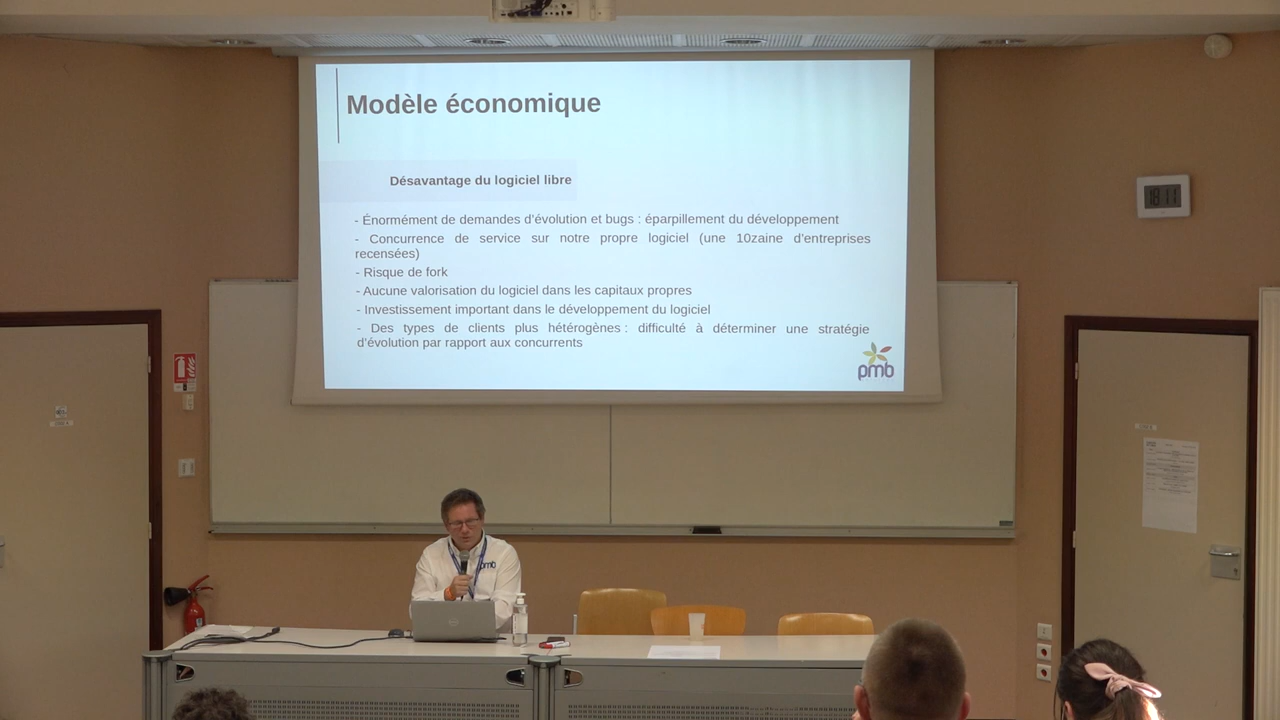 Modèle économique
Désavantage du logiciel libre
- Énormément de demandes d'évolution et bugs : éparpillement du développement
- Concurrence de service sur notre propre logiciel (une 10zaine d'entreprises
recensées)
- Risque de fork
- Aucune valorisation du logiciel dans les capitaux propres
- Investissement important dans le développement du logiciel
- Des types de clients plus hétérogènes : difficulté à déterminer une stratégie
d'évolution par rapport aux concurrents
pmb
18 11
pmb